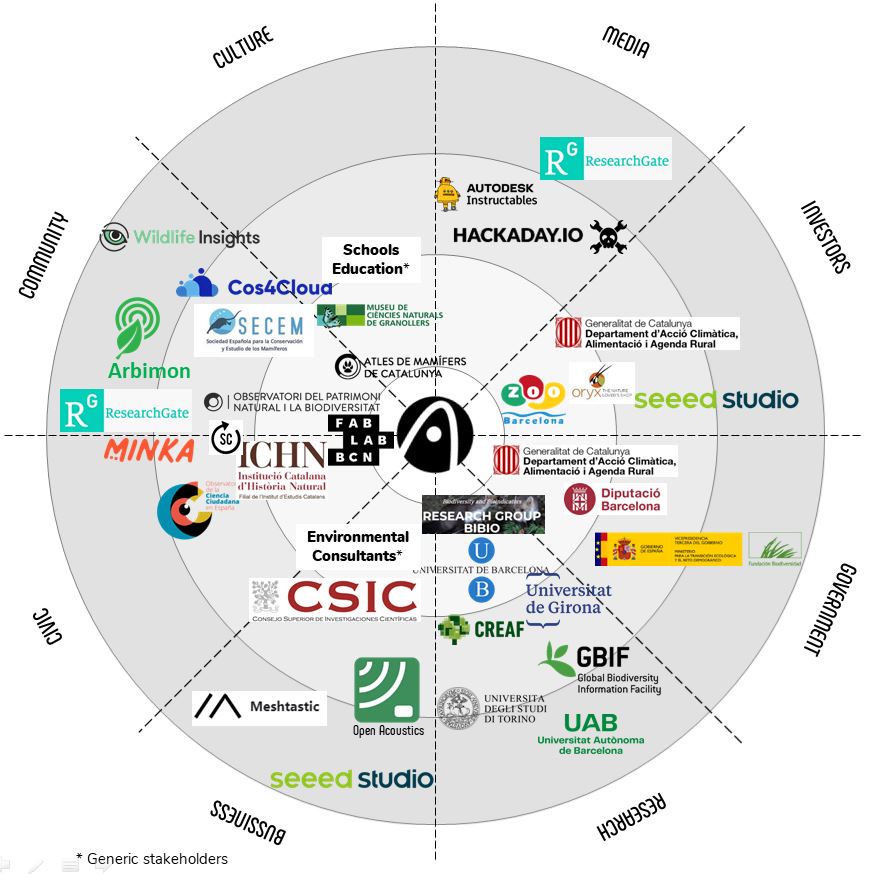 CULTURE
MEDIA
COMMUNITY
INVESTORS
RG ResearchGate
AUTODESK
Instructables
HACKADAY.IO
Wildlife Insights
Schools
Education*
Cos4Cloud
SECEM
Sociedad Española para la Conservación
y Estudio de los Mamíferos
MUSEU DE
CIÈNCIES NATURALS
DE GRANOLLERS
Generalitat de Catalunya
Departament d'Acció Climàtica,
Alimentació i Agenda Rural
Arbimon
ATLES DE MAMÍFERS
DE CATALUNYA
ZOO
Barcelona
oryx THE NATURE
LOVER'S SHOP
seeed studio
RG ResearchGate
OBSERVATORI DEL PATRIMONI
NATURAL I LA BIODIVERSITAT
FAB
LAB
BCN
MINKA
SC
ICHN
Institució Catalana
d'Història Natural
Filial de l'Institut d'Estudis Catalans
Generalitat de Catalunya
Departament d'Acció Climàtica,
Alimentació i Agenda Rural
Observatorio
de la
Ciencia
Ciudadana
en España
Diputació
Barcelona
Biodiversity and Bioindicators
RESEARCH GROUP
BIBIO
Environmental
Consultants*
U
UNIVERSITAT DE BARCELONA
B
GOBIERNO
DE ESPAÑA
VICEPRESIDENCIA
TERCERA DEL GOBIERNO
MINISTERIO
PARA LA TRANSICIÓN ECOLÓGICA
Y EL RETO DEMOGRÁFICO
Fundación Biodiversidad
CSIC
CONSEJO SUPERIOR DE INVESTIGACIONES CIENTÍFICAS
Universitat
de Girona
CREAF
GBIF
Global Biodiversity
Information Facility
CIVIC
GOVERNMENT
Meshtastic
Open Acoustics
UNIVERSITÀ
DEGLI STUDI
DI TORINO
UAB
Universitat Autònoma
de Barcelona
seeed studio
BUSSINESS
RESEARCH
* Generic stakeholders